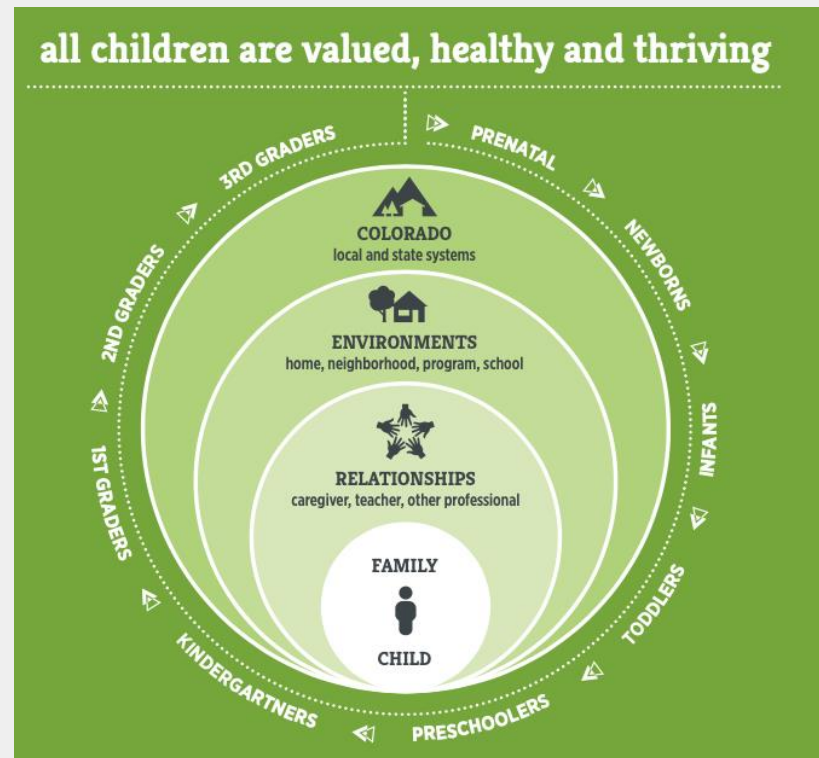 all children are valued, healthy and thriving
PRENATAL
NEWBORNS
INFANTS
TODDLERS
PRESCHOOLERS
KINDERGARTNERS
1ST GRADERS
2ND GRADERS
3RD GRADERS
COLORADO
local and state systems
ENVIRONMENTS
home, neighborhood, program, school
RELATIONSHIPS
caregiver, teacher, other professional
FAMILY
CHILD